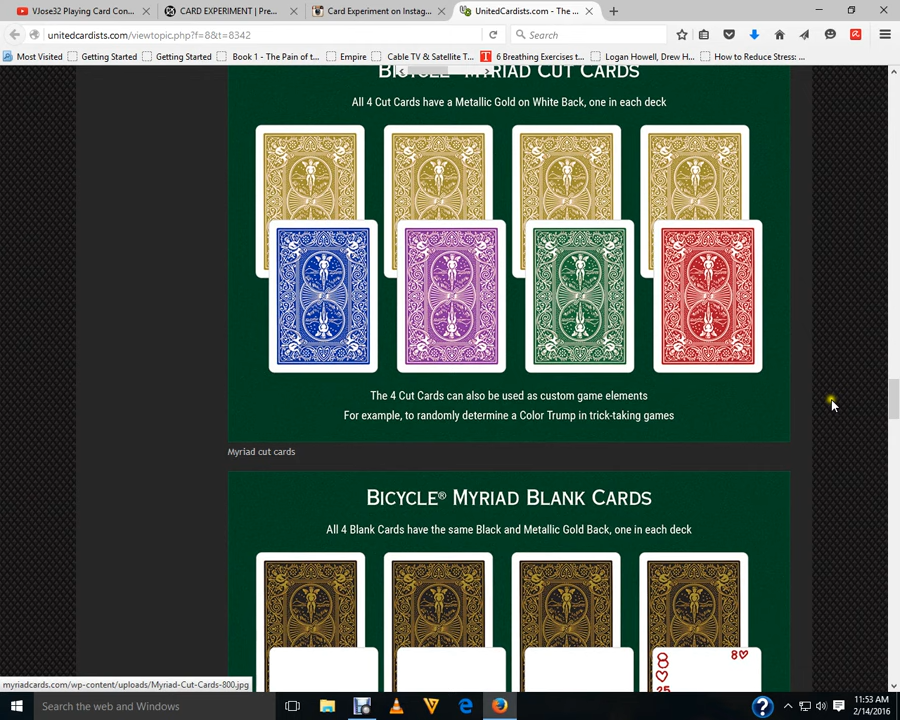 VJose32 Playing Card Con...
CARD EXPERIMENT | Pre...
Card Experiment on Instag...
UnitedCardists.com - The ...
unitedcardists.com/viewtopic.php?f=8&t=8342
Search
Most Visited
Getting Started
Getting Started
Book 1 - The Pain of t...
Empire
Cable TV & Satellite T...
6 Breathing Exercises t...
Logan Howell, Drew H...
How to Reduce Stress: ...
BICYCLE® MYRIAD CUT CARDS
All 4 Cut Cards have a Metallic Gold on White Back, one in each deck
The 4 Cut Cards can also be used as custom game elements
For example, to randomly determine a Color Trump in trick-taking games
Myriad cut cards
BICYCLE® MYRIAD BLANK CARDS
All 4 Blank Cards have the same Black and Metallic Gold Back, one in each deck
8
8♡
25
myriadcards.com/wp-content/uploads/Myriad-Cut-Cards-800.jpg
Search the web and Windows
11:53 AM
2/14/2016